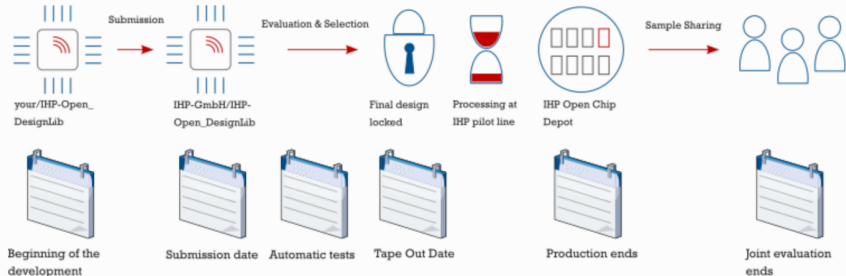 Submission
Evaluation & Selection
Sample Sharing
your/IHP-Open_
DesignLib
IHP-GmbH/IHP-
Open_DesignLib
Final design
locked
Processing at
IHP pilot line
IHP Open Chip
Depot
Beginning of the
development
Submission date
Automatic tests
Tape Out Date
Production ends
Joint evaluation
ends